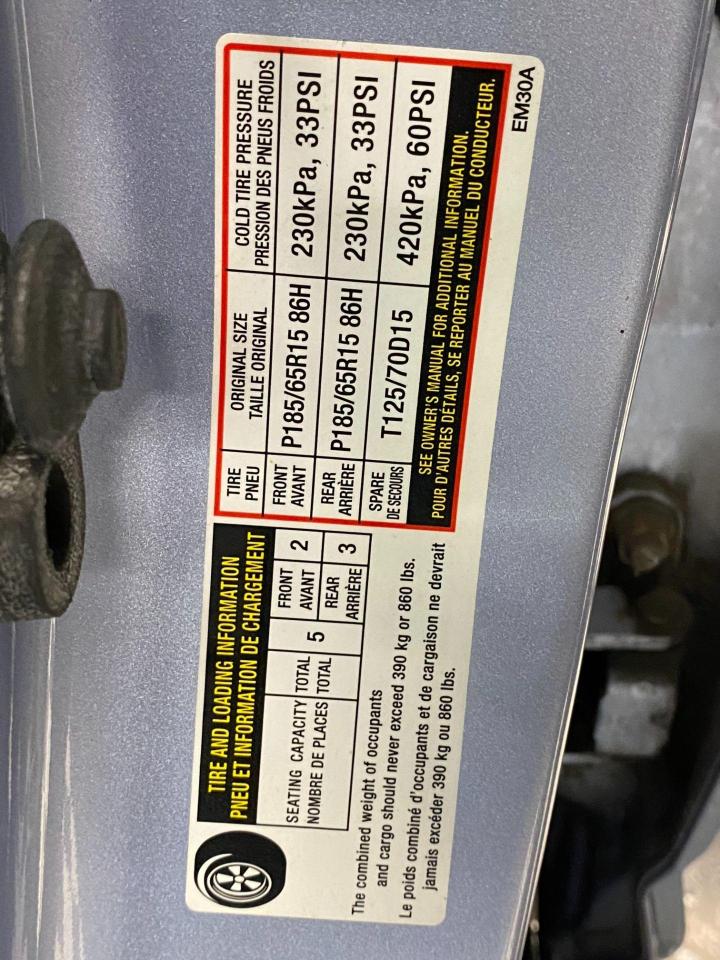 TIRE AND LOADING INFORMATION
PNEU ET INFORMATION DE CHARGEMENT
SEATING CAPACITY
NOMBRE DE PLACES
TOTAL
TOTAL
5
FRONT
AVANT
2
REAR
ARRIÈRE
3
The combined weight of occupants
and cargo should never exceed 390 kg or 860 lbs.
Le poids combiné d'occupants et de cargaison ne devrait
jamais excéder 390 kg ou 860 lbs.
TIRE
PNEU
ORIGINAL SIZE
TAILLE ORIGINAL
COLD TIRE PRESSURE
PRESSION DES PNEUS FROIDS
FRONT
AVANT
P185/65R15 86H
230kPa, 33PSI
REAR
ARRIÈRE
P185/65R15 86H
230kPa, 33PSI
SPARE
DE SECOURS
T125/70D15
420kPa, 60PSI
SEE OWNER'S MANUAL FOR ADDITIONAL INFORMATION.
POUR D'AUTRES DÉTAILS, SE REPORTER AU MANUEL DU CONDUCTEUR.
EM30A